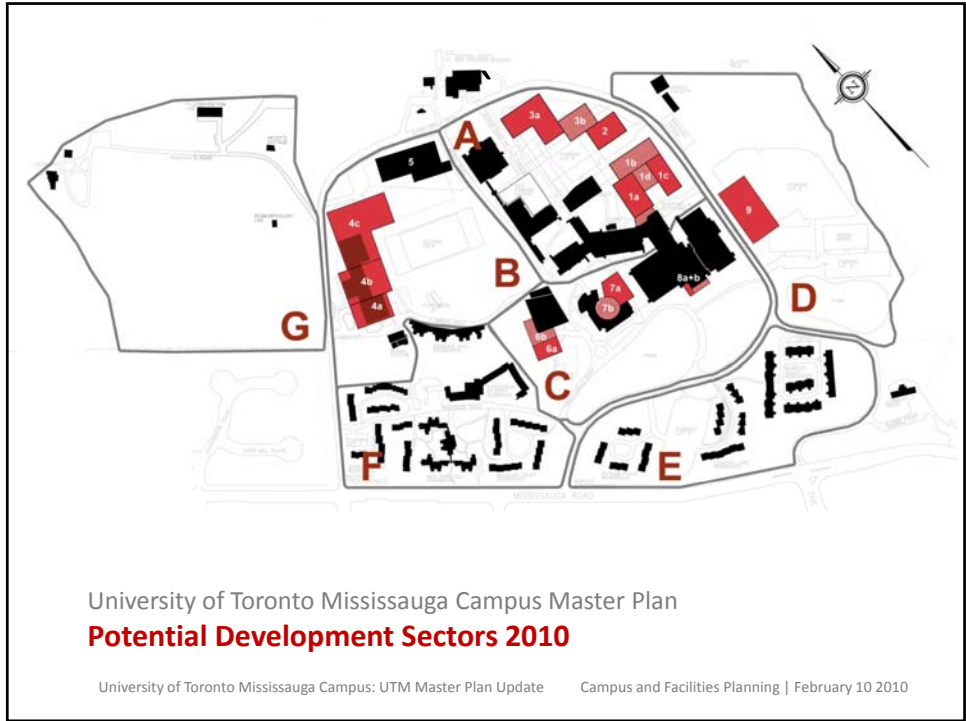 A
3a
3b
2
1b
1d
1c
1a
5
4c
9
B
4b
8a+b
7a
4a
7b
D
G
6b
6a
C
F
E
MISSISSAUGA ROAD
University of Toronto Mississauga Campus Master Plan
Potential Development Sectors 2010
University of Toronto Mississauga Campus: UTM Master Plan Update Campus and Facilities Planning | February 10 2010